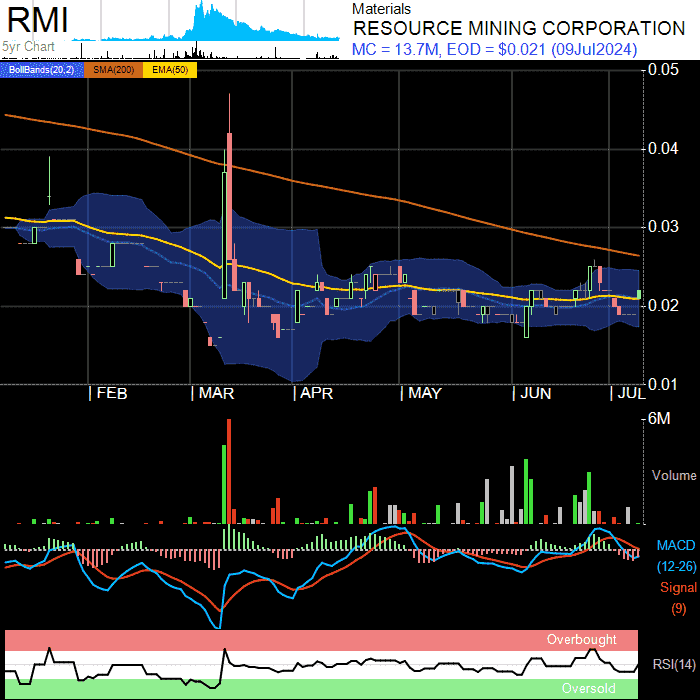 RMI
5yr Chart
Materials
RESOURCE MINING CORPORATION
MC = 13.7M, EOD = $0.021 (09Jul2024)
BollBands(20,2) SMA(200) EMA(50)
0.05
0.04
0.03
0.02
0.01
| FEB | MAR | APR | MAY | JUN | JUL
6M
Volume
MACD
(12-26)
Signal
(9)
Overbought
RSI(14)
Oversold